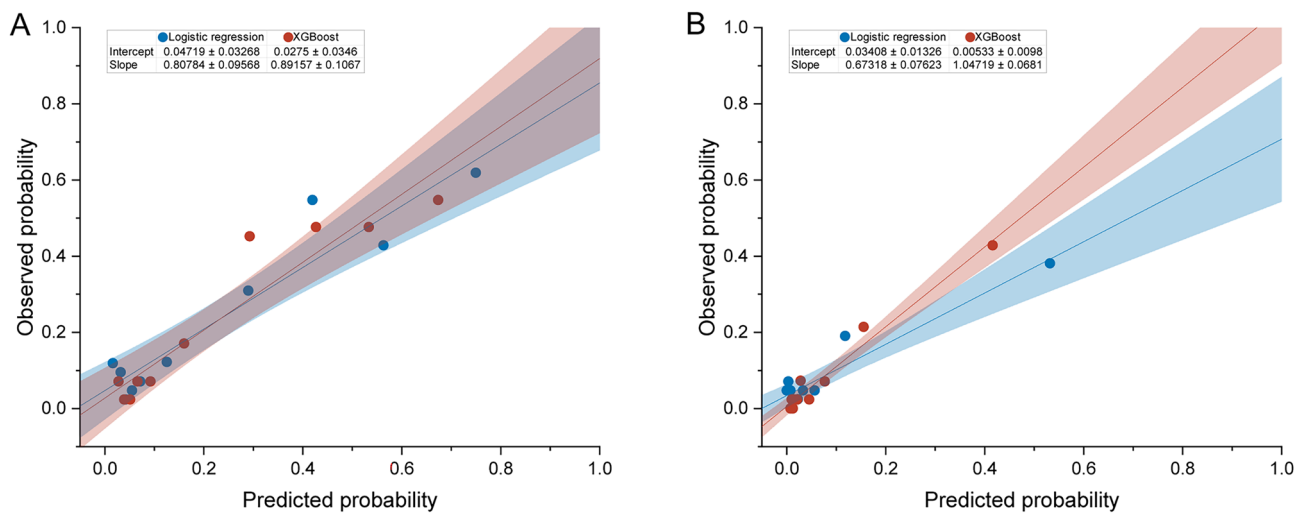 A
Logistic regression XGBoost
Intercept 0.04719 ± 0.03268 0.0275 ± 0.0346
Slope 0.80784 ± 0.09568 0.89157 ± 0.1067
1.0
0.8
0.6
0.4
0.2
0.0
Observed probability
0.0 0.2 0.4 0.6 0.8 1.0
Predicted probability
B
Logistic regression XGBoost
Intercept 0.03408 ± 0.01326 0.00533 ± 0.0098
Slope 0.67318 ± 0.07623 1.04719 ± 0.0681
1.0
0.8
0.6
0.4
0.2
0.0
Observed probability
0.0 0.2 0.4 0.6 0.8 1.0
Predicted probability